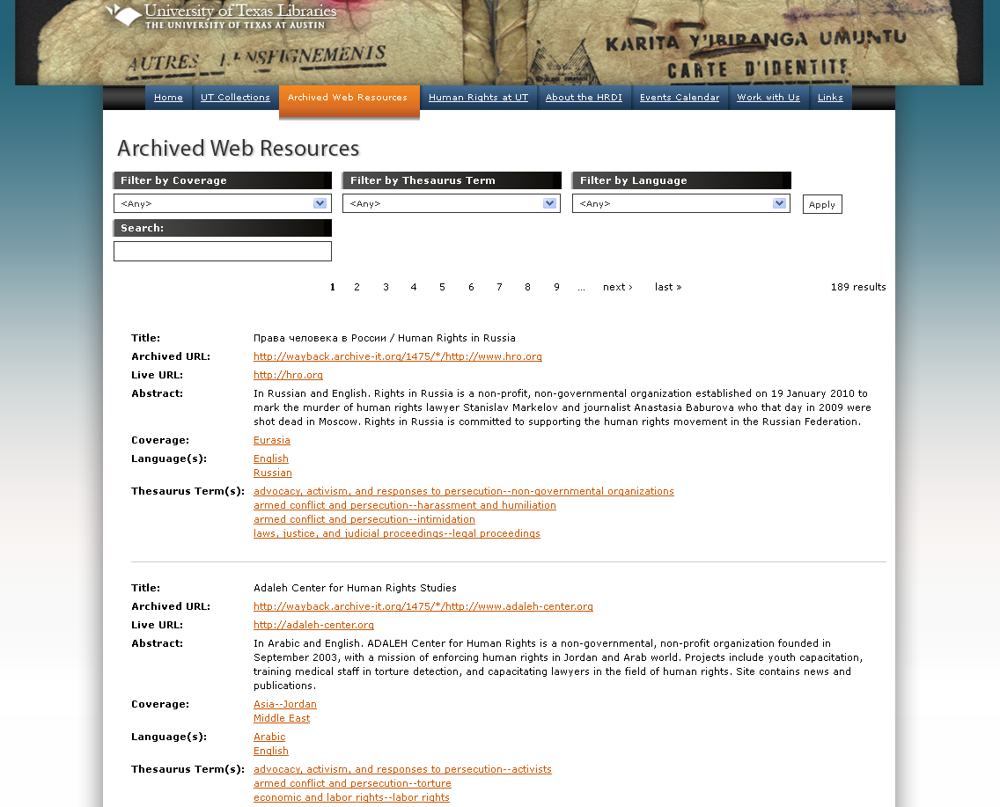 University of Texas Libraries
THE UNIVERSITY OF TEXAS AT AUSTIN
AUTRES
KARITA Y'IBIRANGA UMUNTU
CARTE D'IDENTITE
Home UT Collections Archived Web Resources Human Rights at UT About the HRDI Events Calendar Work with Us Links
Archived Web Resources
Filter by Coverage Filter by Thesaurus Term Filter by Language
<Any> <Any> <Any> Apply
Search:
1 2 3 4 5 6 7 8 9 ... next › last » 189 results
Title: Права человека в России / Human Rights in Russia
Archived URL: http://wayback.archive-it.org/1475/*/http://www.hro.org
Live URL: http://hro.org
Abstract: In Russian and English. Rights in Russia is a non-profit, non-governmental organization established on 19 January 2010 to
mark the murder of human rights lawyer Stanislav Markelov and journalist Anastasia Baburova who that day in 2009 were
shot dead in Moscow. Rights in Russia is committed to supporting the human rights movement in the Russian Federation.
Coverage: Eurasia
Language(s): English
Russian
Thesaurus Term(s): advocacy, activism, and responses to persecution--non-governmental organizations
armed conflict and persecution--harassment and humiliation
armed conflict and persecution--intimidation
laws, justice, and judicial proceedings--legal proceedings
Title: Adaleh Center for Human Rights Studies
Archived URL: http://wayback.archive-it.org/1475/*/http://www.adaleh-center.org
Live URL: http://adaleh-center.org
Abstract: In Arabic and English. ADALEH Center for Human Rights is a non-governmental, non-profit organization founded in
September 2003, with a mission of enforcing human rights in Jordan and Arab world. Projects include youth capacitation,
training medical staff in torture detection, and capacitating lawyers in the field of human rights. Site contains news and
publications.
Coverage: Asia--Jordan
Middle East
Language(s): Arabic
English
Thesaurus Term(s): advocacy, activism, and responses to persecution--activists
armed conflict and persecution--torture
economic and labor rights--labor rights